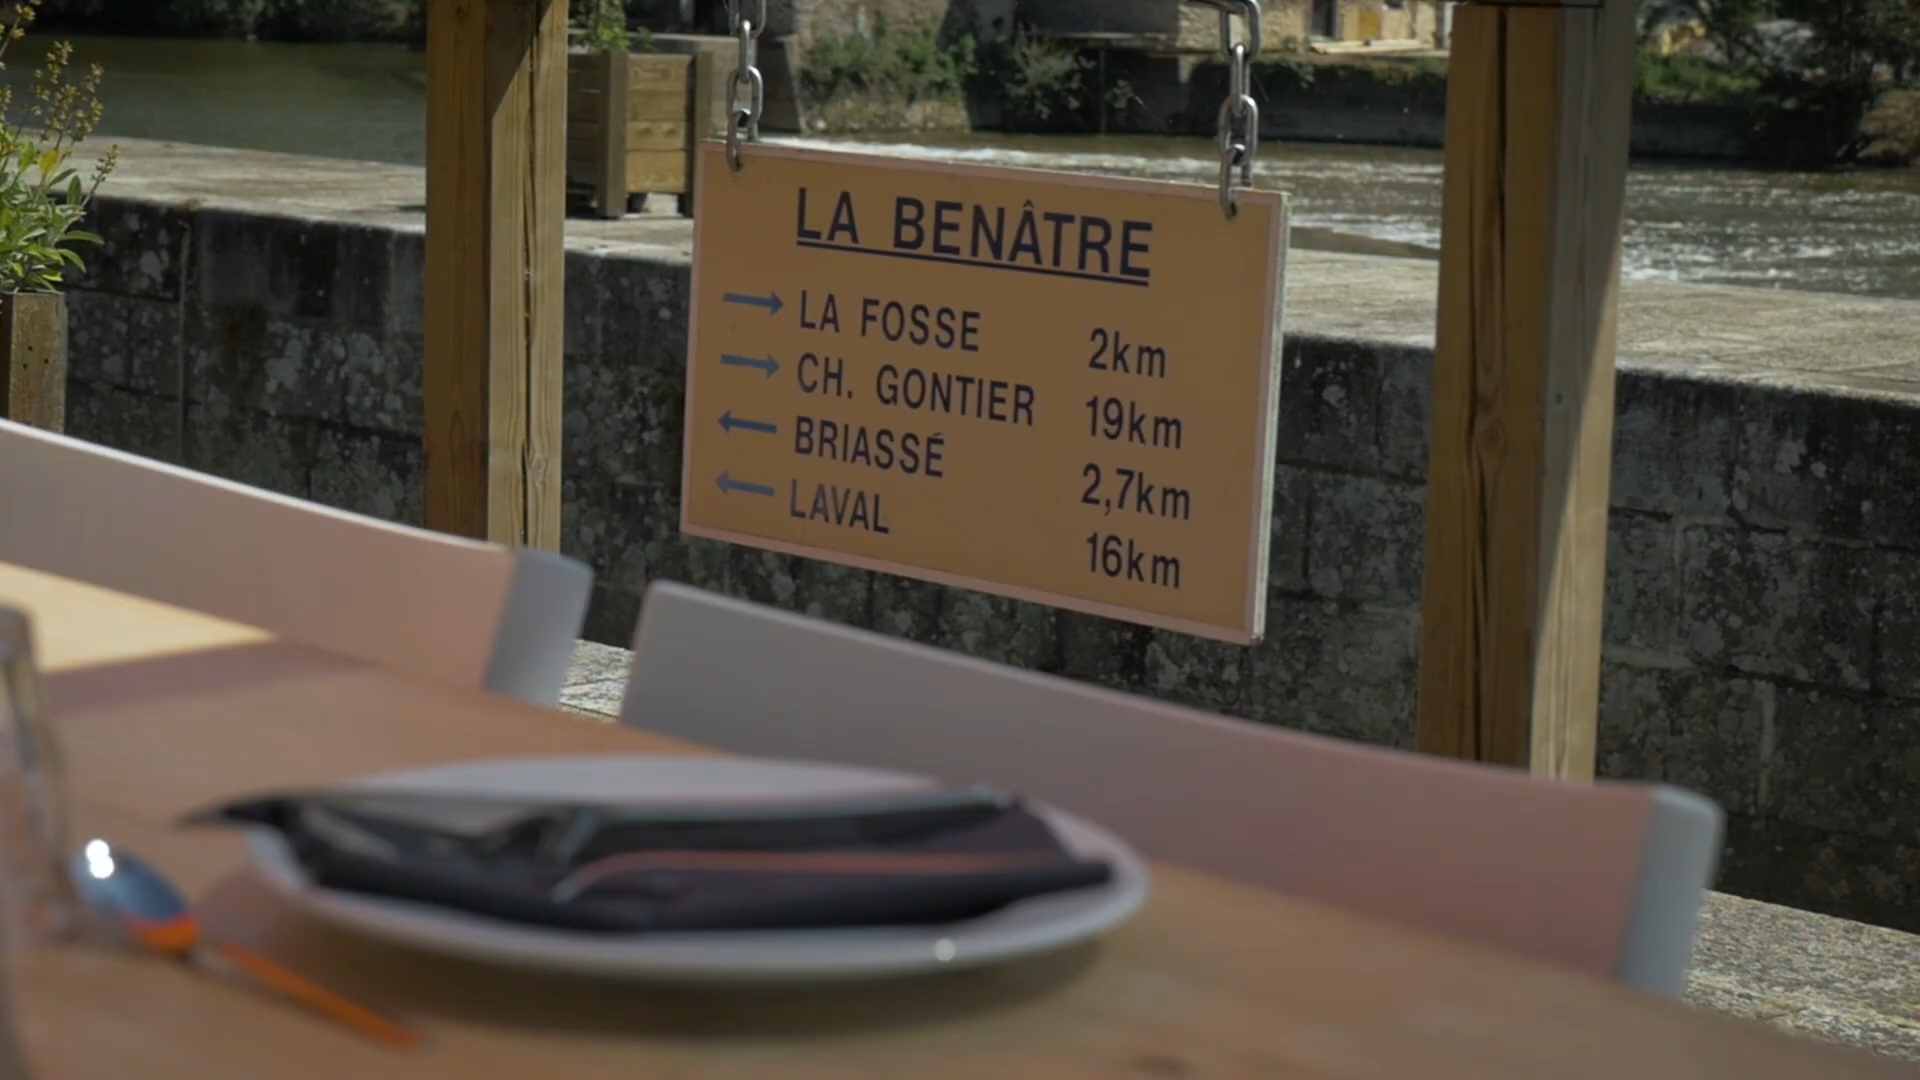 LA BENÂTRE
→ LA FOSSE 2km
→ CH. GONTIER 19km
← BRIASSÉ 2,7km
← LAVAL 16km